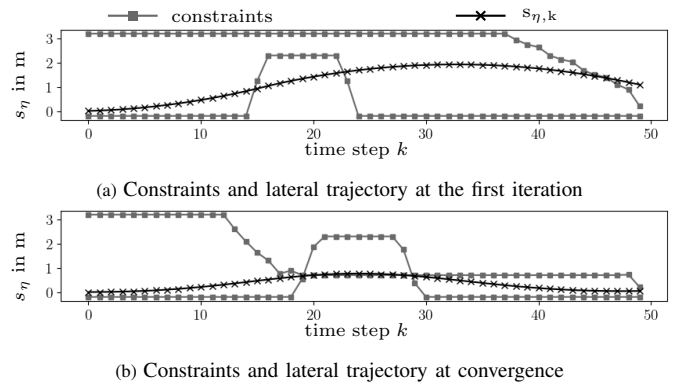 constraints s_{η,k}
3
2
1
0
s_η in m
0 10 20 30 40 50
time step k
(a) Constraints and lateral trajectory at the first iteration
3
2
1
0
s_η in m
0 10 20 30 40 50
time step k
(b) Constraints and lateral trajectory at convergence